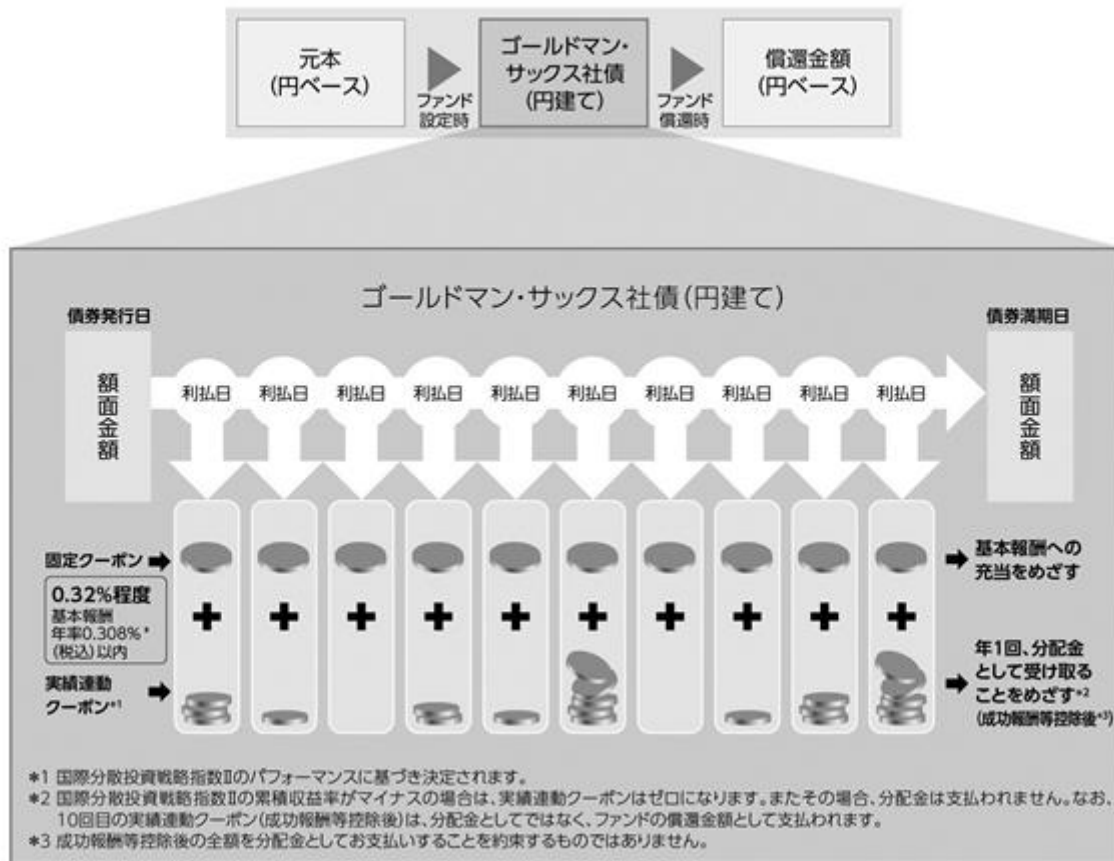 元本
(円ベース)
ファンド
設定時
ゴールドマン・
サックス社債
(円建て)
ファンド
償還時
償還金額
(円ベース)
ゴールドマン・サックス社債(円建て)
債券発行日
債券満期日
額面金額
利払日 利払日 利払日 利払日 利払日 利払日 利払日 利払日 利払日 利払日
額面金額
固定クーポン
0.32%程度
基本報酬
年率0.308%*
(税込)以内
基本報酬への
充当をめざす
実績連動
クーポン*1
年1回、分配金
として受け取る
ことをめざす*2
(成功報酬等控除後*3)
*1 国際分散投資戦略指数Ⅱのパフォーマンスに基づき決定されます。
*2 国際分散投資戦略指数Ⅱの累積収益率がマイナスの場合は、実績連動クーポンはゼロになります。またその場合、分配金は支払われません。なお、
10回目の実績連動クーポン(成功報酬等控除後)は、分配金としてではなく、ファンドの償還金額として支払われます。
*3 成功報酬等控除後の全額を分配金としてお支払いすることを約束するものではありません。